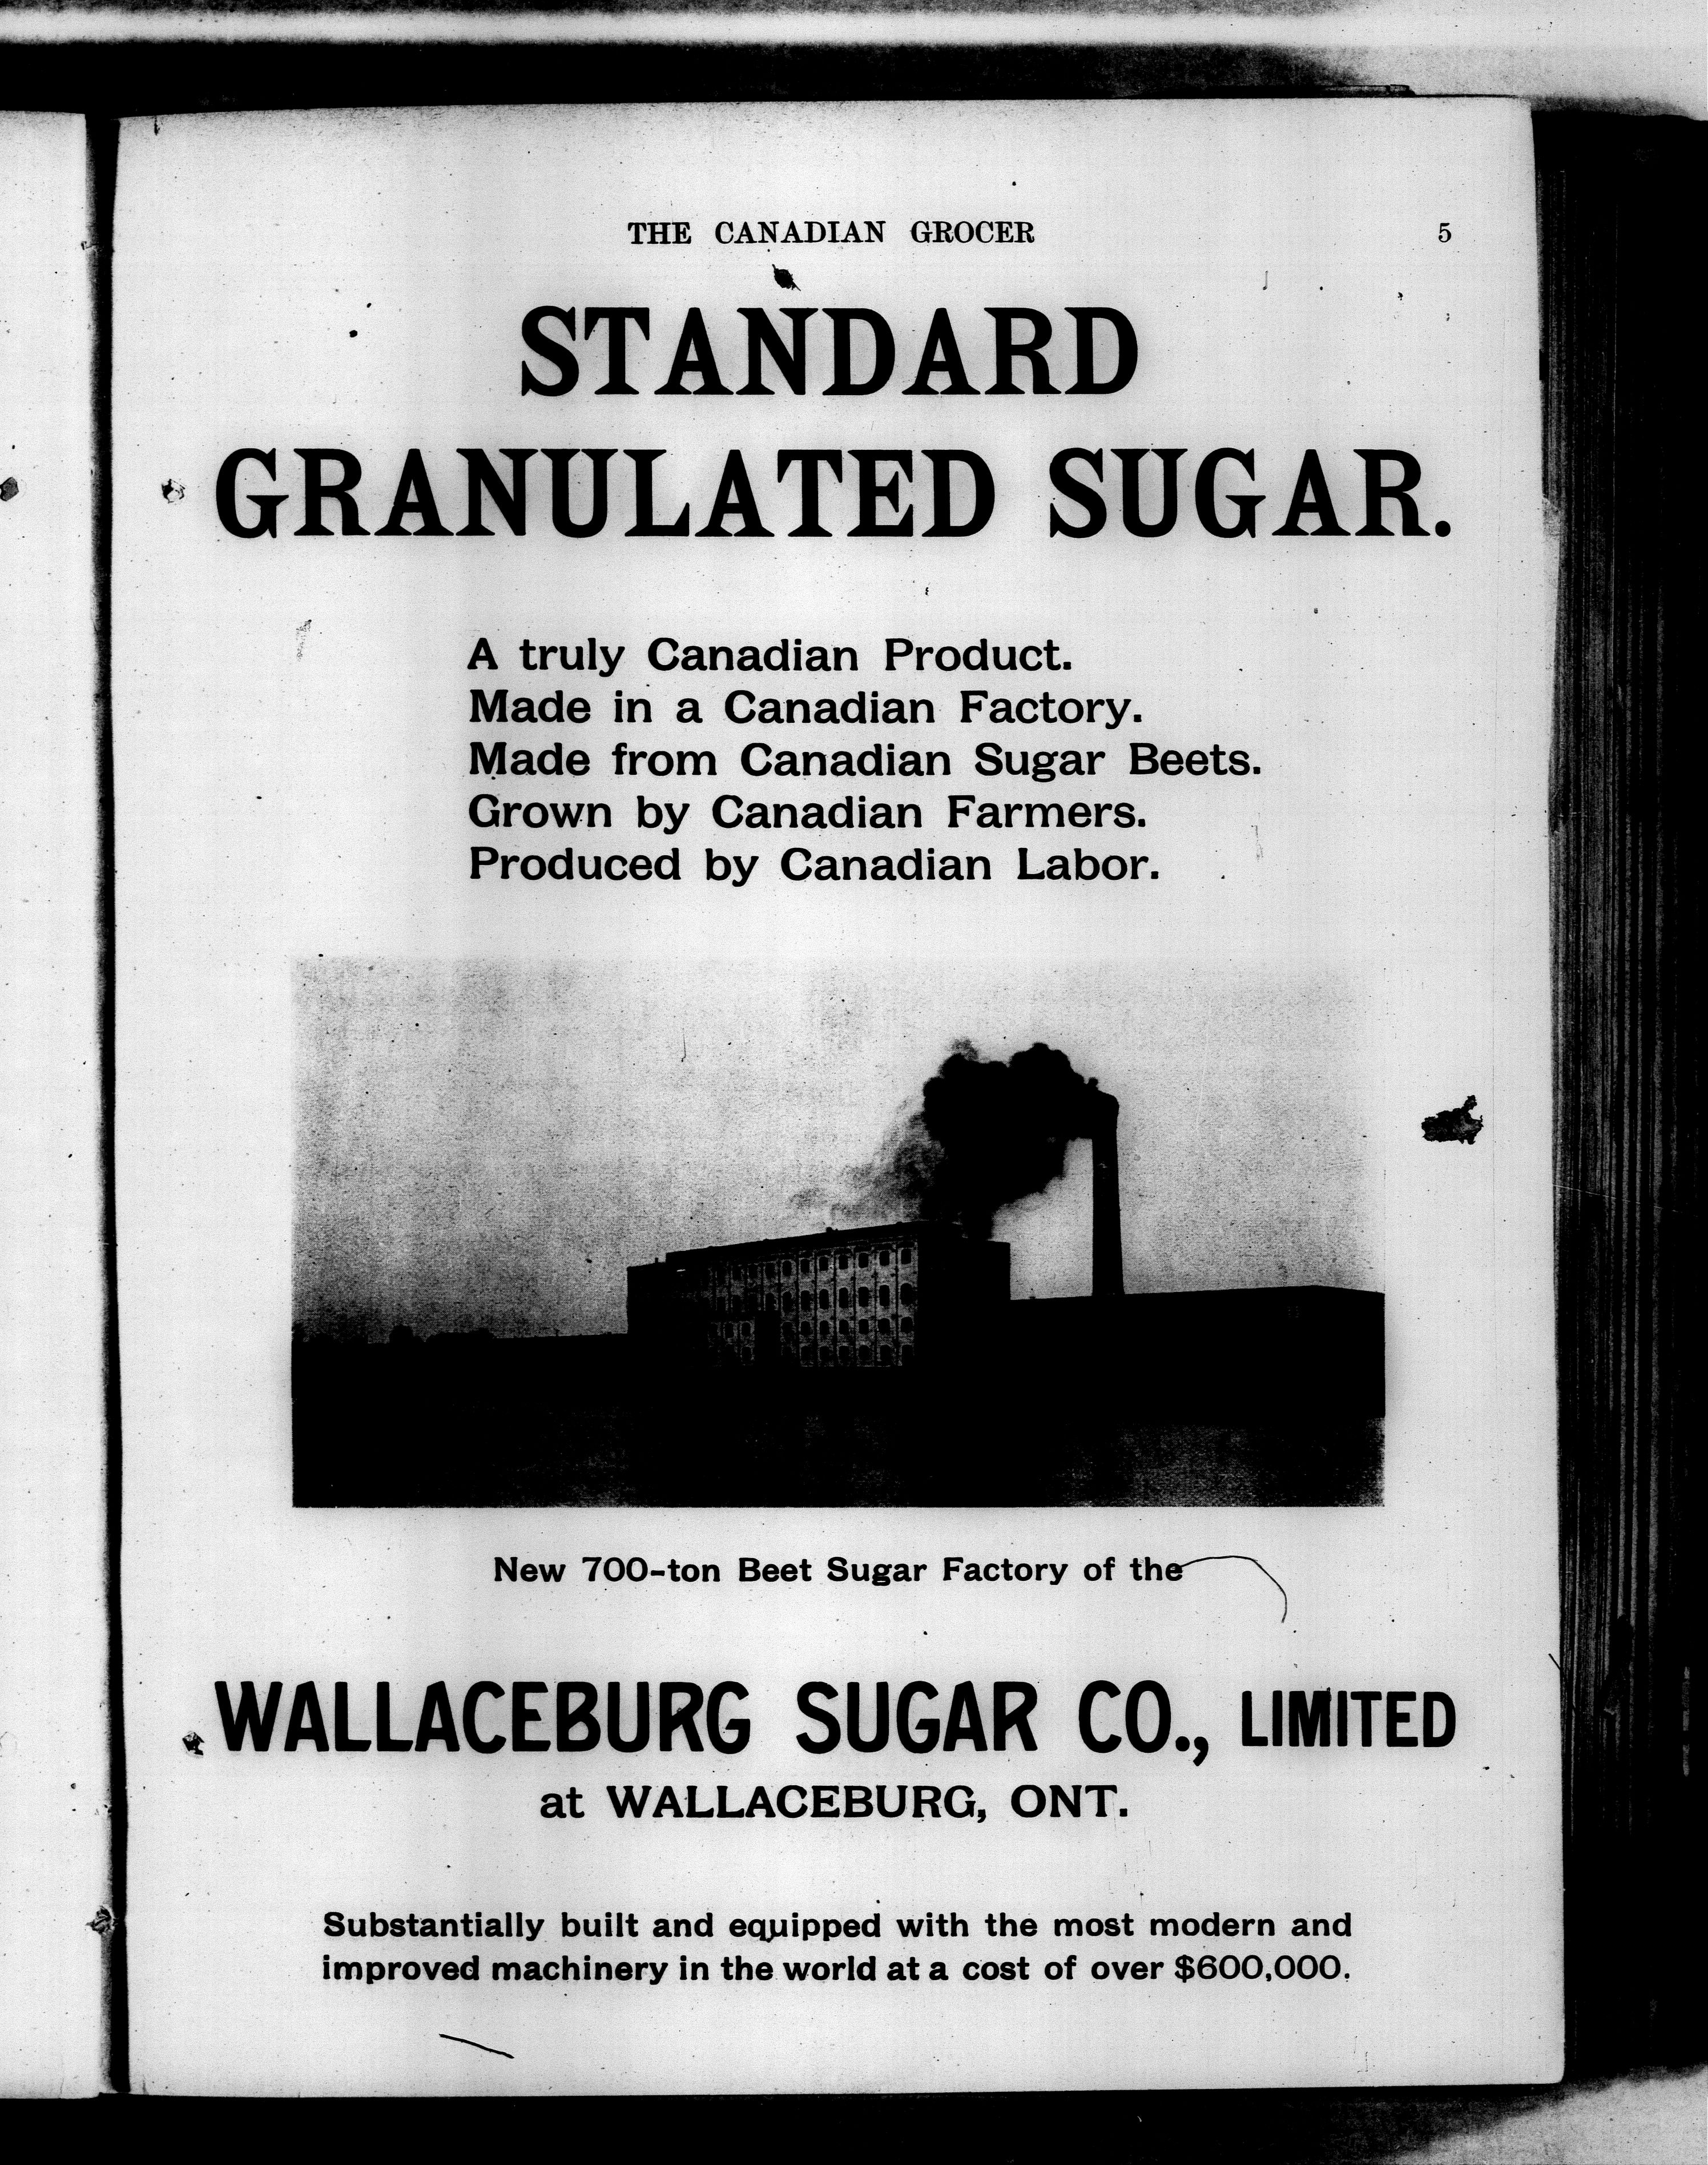 THE CANADIAN GROCER 5
STANDARD
GRANULATED SUGAR.
A truly Canadian Product.
Made in a Canadian Factory.
Made from Canadian Sugar Beets.
Grown by Canadian Farmers.
Produced by Canadian Labor.
New 700-ton Beet Sugar Factory of the
WALLACEBURG SUGAR CO., LIMITED
at WALLACEBURG, ONT.
Substantially built and equipped with the most modern and
improved machinery in the world at a cost of over $600,000.